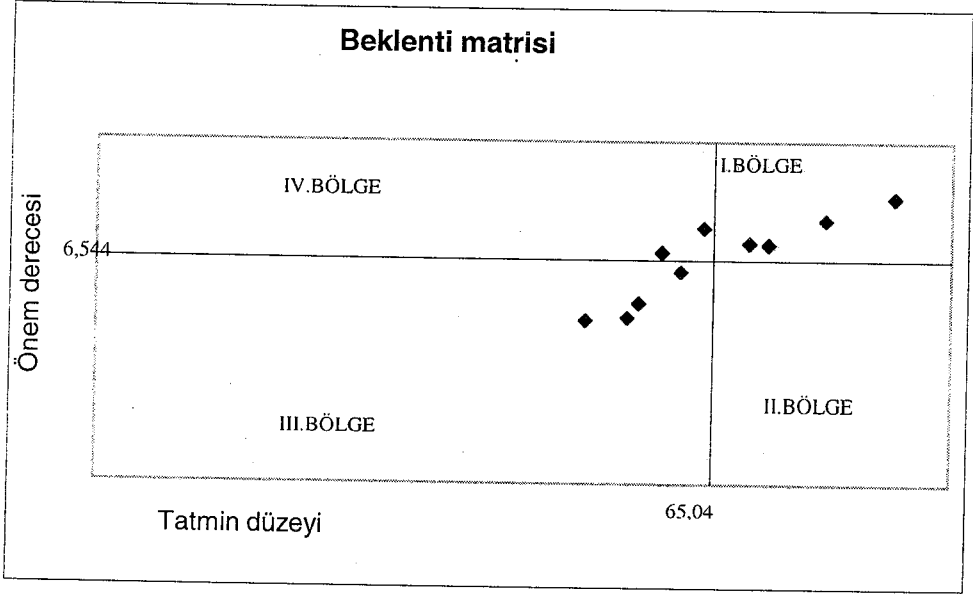 Beklenti matrisi
I.BÖLGE
IV.BÖLGE
Önem derecesi
6,544
III.BÖLGE
II.BÖLGE
Tatmin düzeyi
65,04